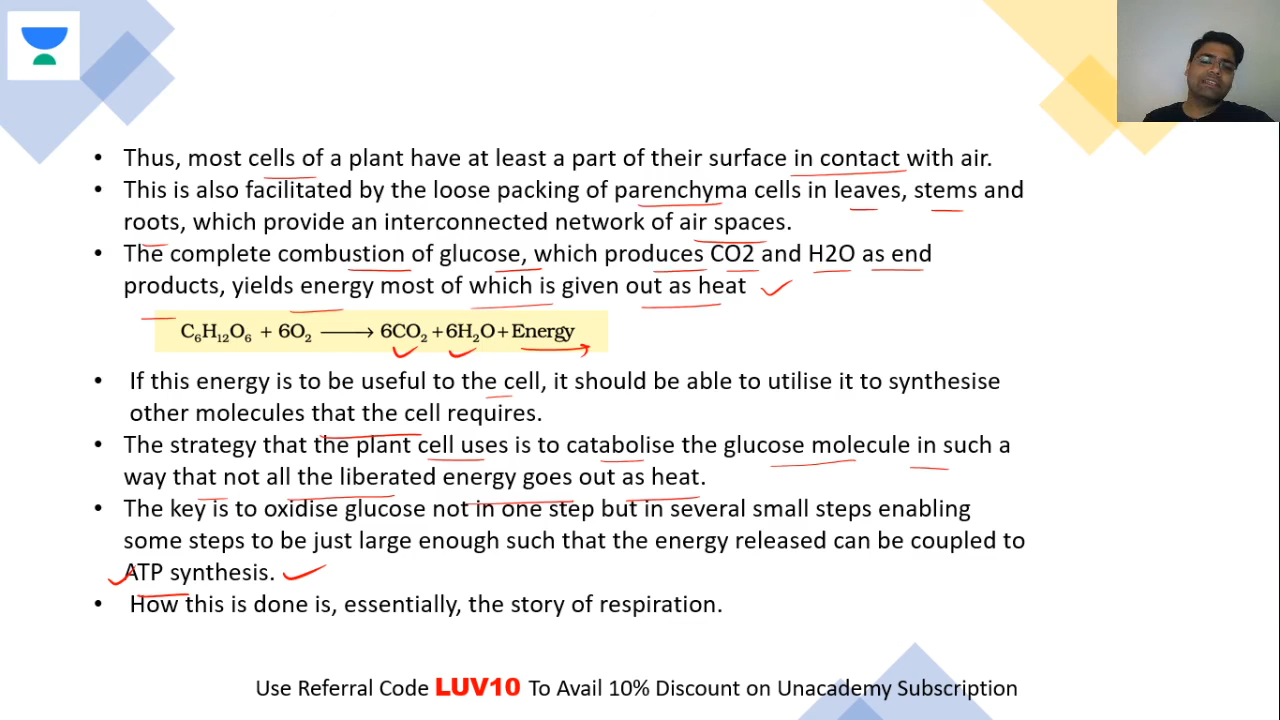 • Thus, most cells of a plant have at least a part of their surface in contact with air.
• This is also facilitated by the loose packing of parenchyma cells in leaves, stems and
roots, which provide an interconnected network of air spaces.
• The complete combustion of glucose, which produces CO2 and H2O as end
products, yields energy most of which is given out as heat
C₆H₁₂O₆ + 6O₂ ⟶ 6CO₂ + 6H₂O + Energy
• If this energy is to be useful to the cell, it should be able to utilise it to synthesise
other molecules that the cell requires.
• The strategy that the plant cell uses is to catabolise the glucose molecule in such a
way that not all the liberated energy goes out as heat.
• The key is to oxidise glucose not in one step but in several small steps enabling
some steps to be just large enough such that the energy released can be coupled to
ATP synthesis.
• How this is done is, essentially, the story of respiration.
Use Referral Code LUV10 To Avail 10% Discount on Unacademy Subscription